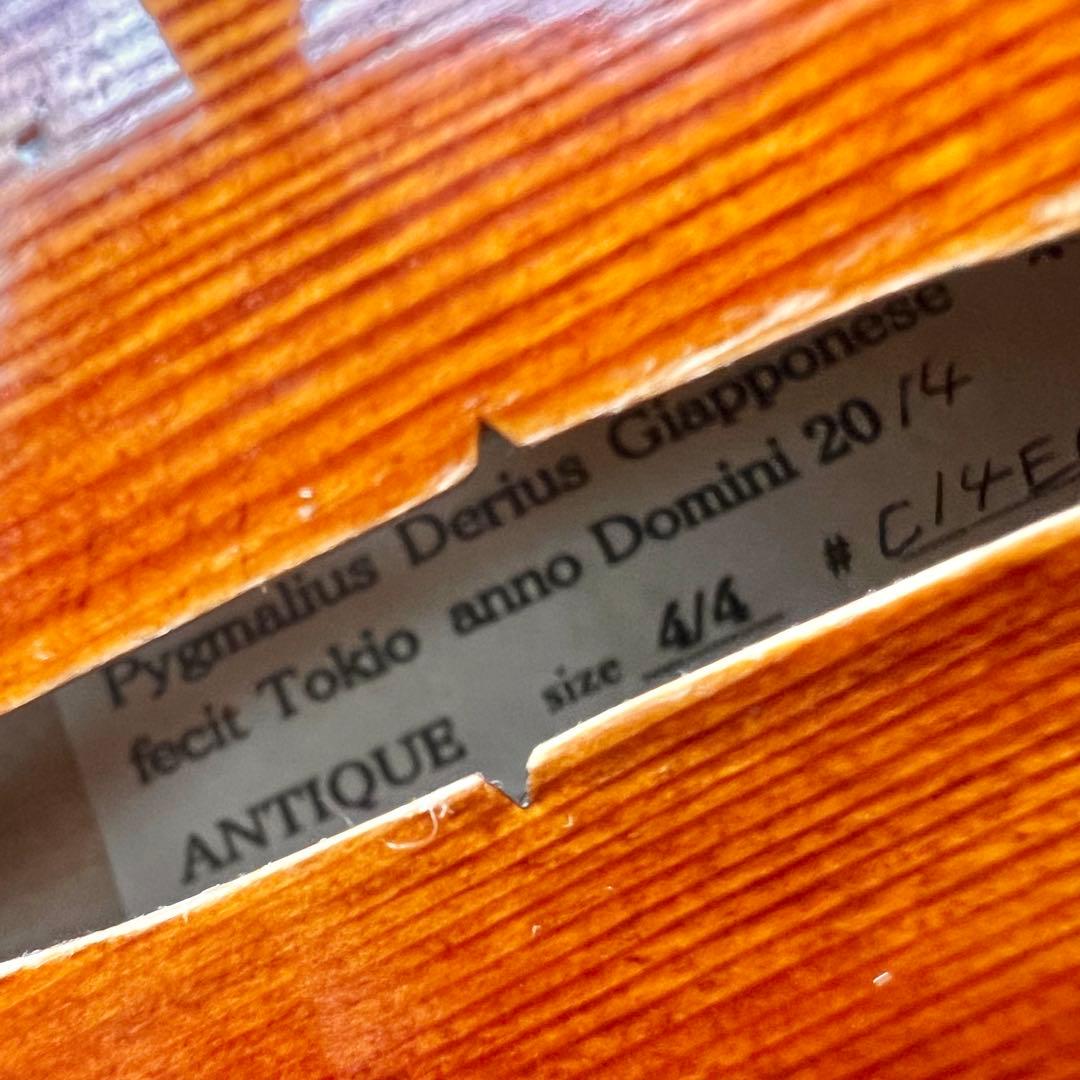 Pygmalius Derius Giapponese
fecit Tokio anno Domini 2014
ANTIQUE size 4/4 # C14E